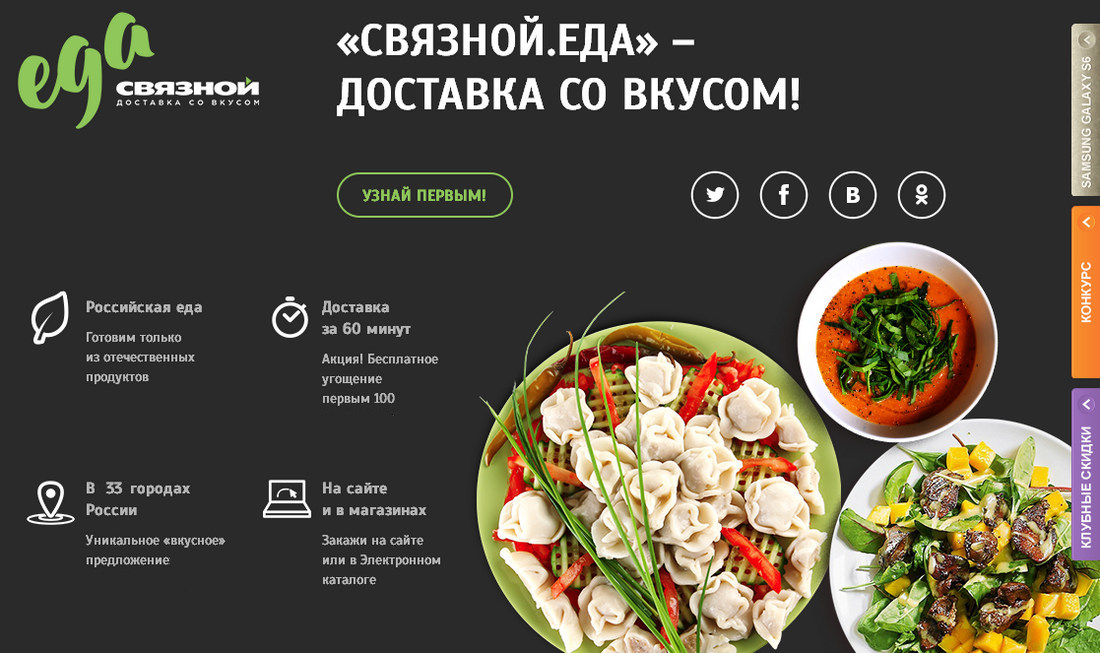 еда
СВЯЗНОЙ
ДОСТАВКА СО ВКУСОМ
«СВЯЗНОЙ.ЕДА» –
ДОСТАВКА СО ВКУСОМ!
УЗНАЙ ПЕРВЫМ!
Российская еда
Готовим только
из отечественных
продуктов
Доставка
за 60 минут
Акция! Бесплатное
угощение
первым 100
В 33 городах
России
Уникальное «вкусное»
предложение
На сайте
и в магазинах
Закажи на сайте
или в Электронном
каталоге
SAMSUNG GALAXY S6
КОНКУРС
КЛУБНЫЕ СКИДКИ